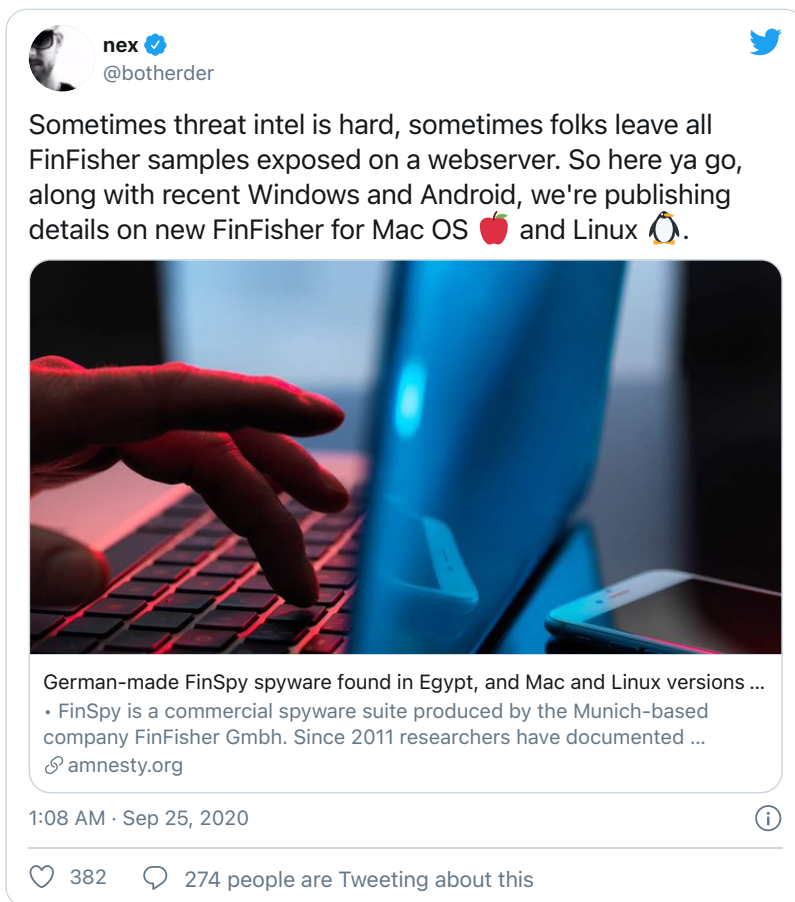 nex
@botherder
Sometimes threat intel is hard, sometimes folks leave all
FinFisher samples exposed on a webserver. So here ya go,
along with recent Windows and Android, we're publishing
details on new FinFisher for Mac OS 🍎 and Linux 🐧.
German-made FinSpy spyware found in Egypt, and Mac and Linux versions ...
• FinSpy is a commercial spyware suite produced by the Munich-based
company FinFisher Gmbh. Since 2011 researchers have documented ...
amnesty.org
1:08 AM · Sep 25, 2020
382 274 people are Tweeting about this